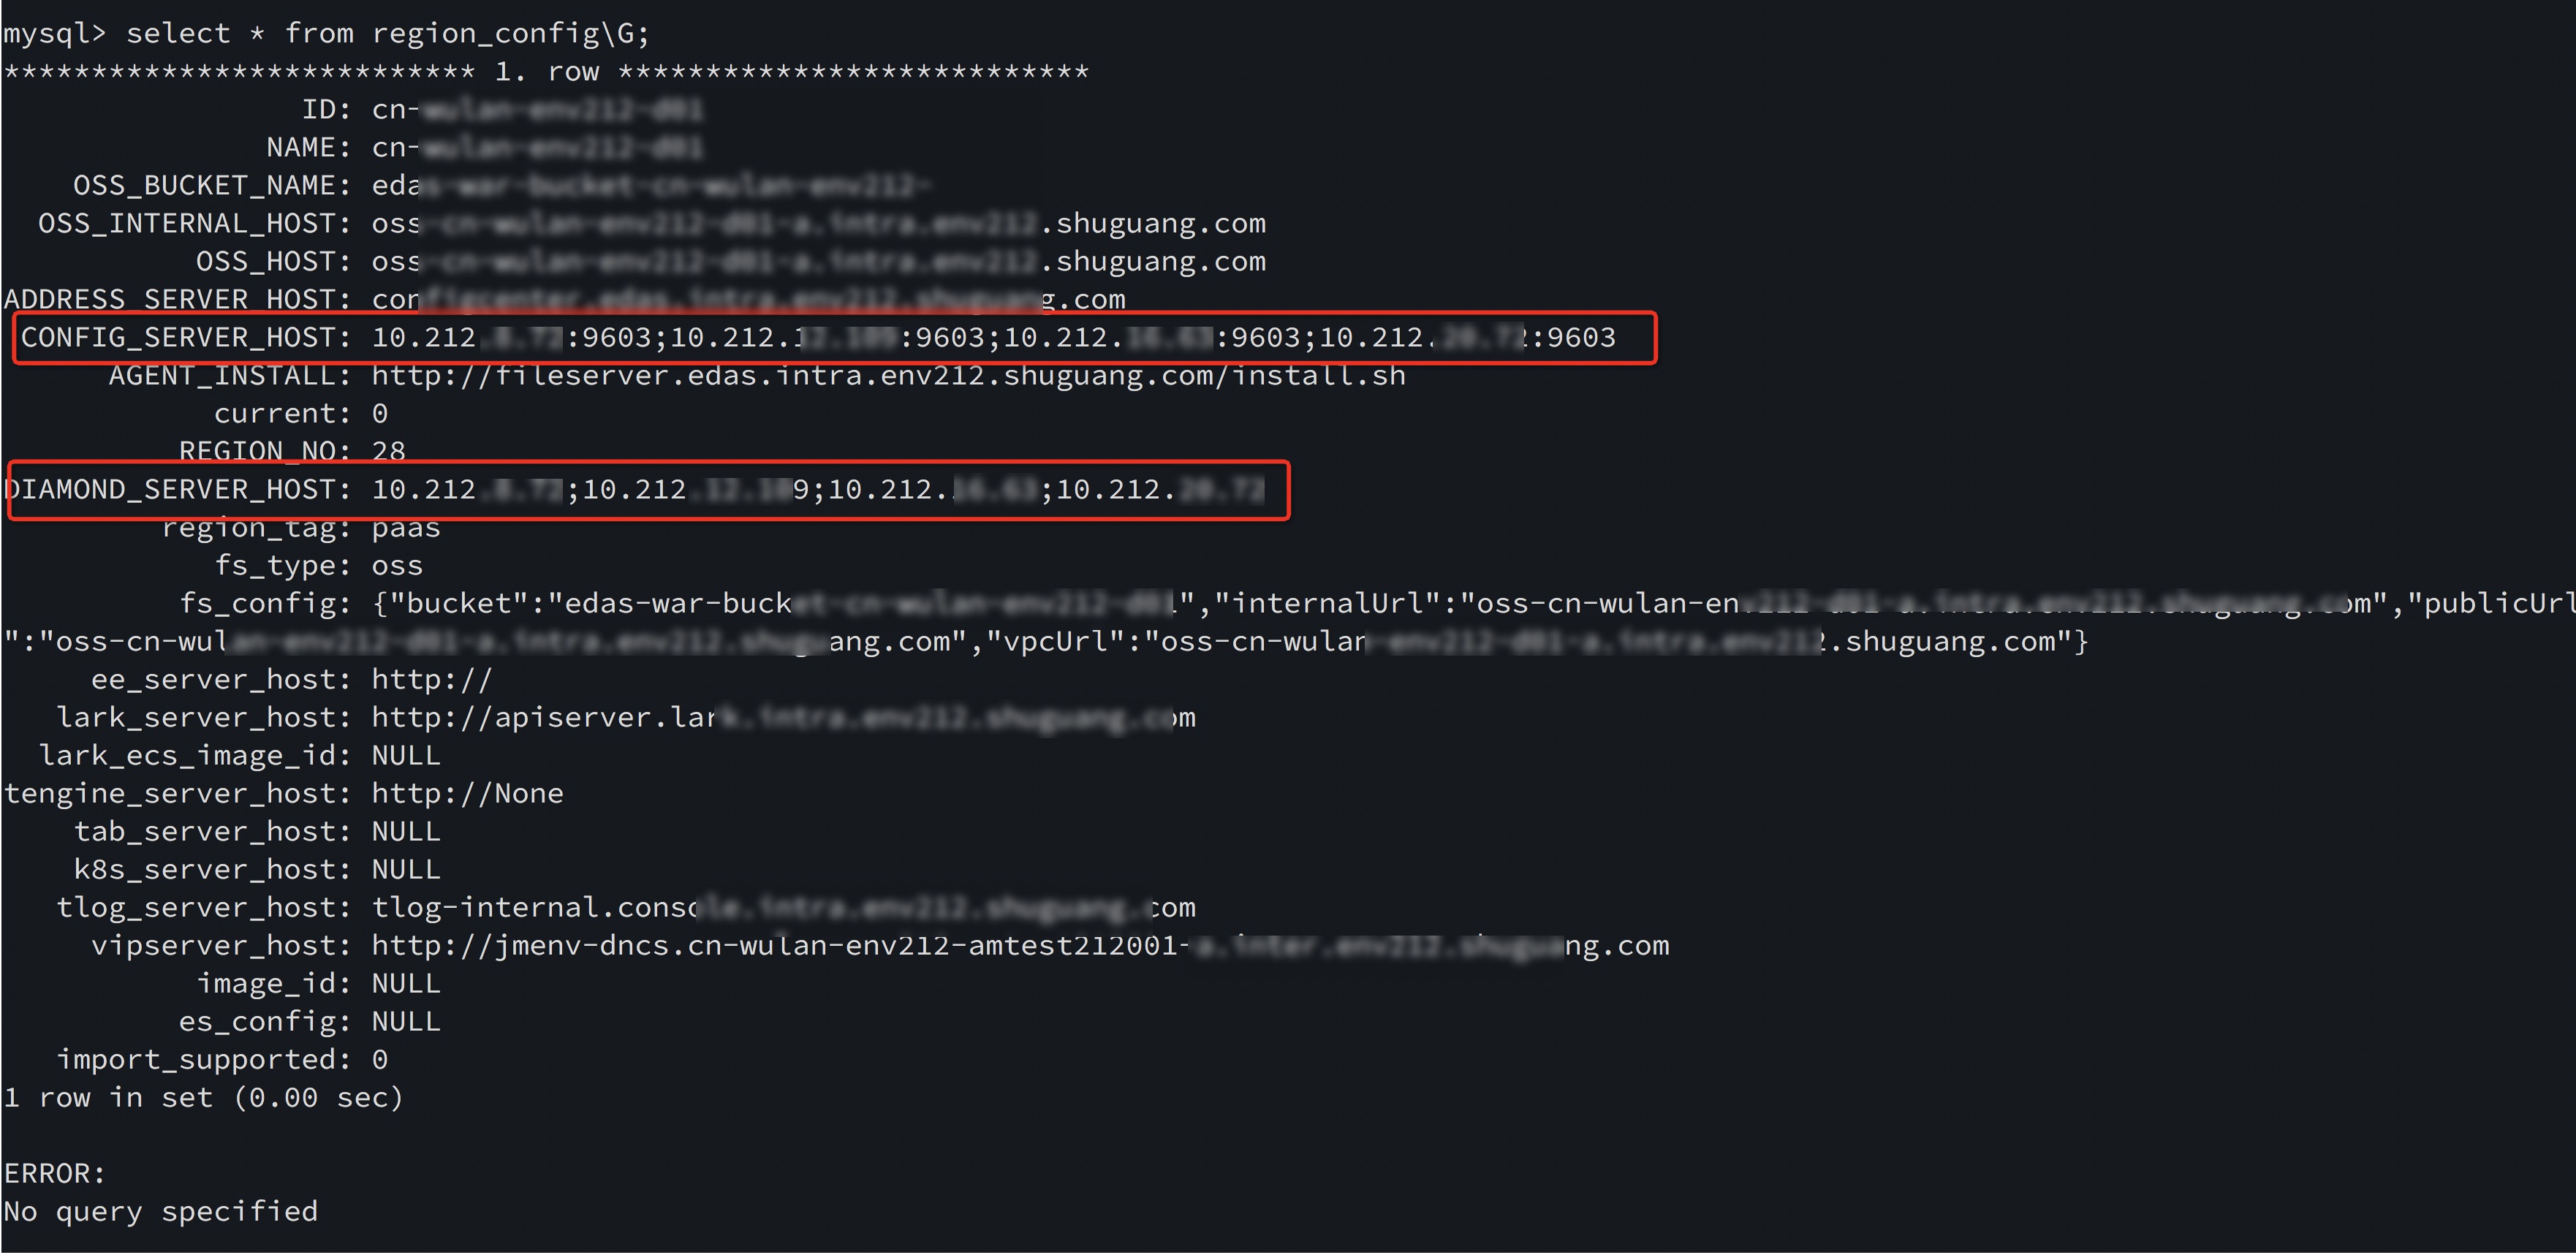 mysql> select * from region_config\G;
*************************** 1. row ***************************
ID: cn-
NAME: cn-
OSS_BUCKET_NAME: eda
OSS_INTERNAL_HOST: oss .shuguang.com
OSS_HOST: oss .shuguang.com
ADDRESS_SERVER_HOST: con g.com
CONFIG_SERVER_HOST: 10.212 :9603;10.212. :9603;10.212. :9603;10.212. :9603
AGENT_INSTALL: http://fileserver.edas.intra.env212.shuguang.com/install.sh
current: 0
REGION_NO: 28
DIAMOND_SERVER_HOST: 10.212 ;10.212 9;10.212. ;10.212.
region_tag: paas
fs_type: oss
fs_config: {"bucket":"edas-war-buck ","internalUrl":"oss-cn-wulan-en om","publicUrl
":"oss-cn-wul ang.com","vpcUrl":"oss-cn-wulan .shuguang.com"}
ee_server_host: http://
lark_server_host: http://apiserver.lar om
lark_ecs_image_id: NULL
tengine_server_host: http://None
tab_server_host: NULL
k8s_server_host: NULL
tlog_server_host: tlog-internal.conso com
vipserver_host: http://jmenv-dncs.cn-wulan-env212-amtest212001- ng.com
image_id: NULL
es_config: NULL
import_supported: 0
1 row in set (0.00 sec)
ERROR:
No query specified